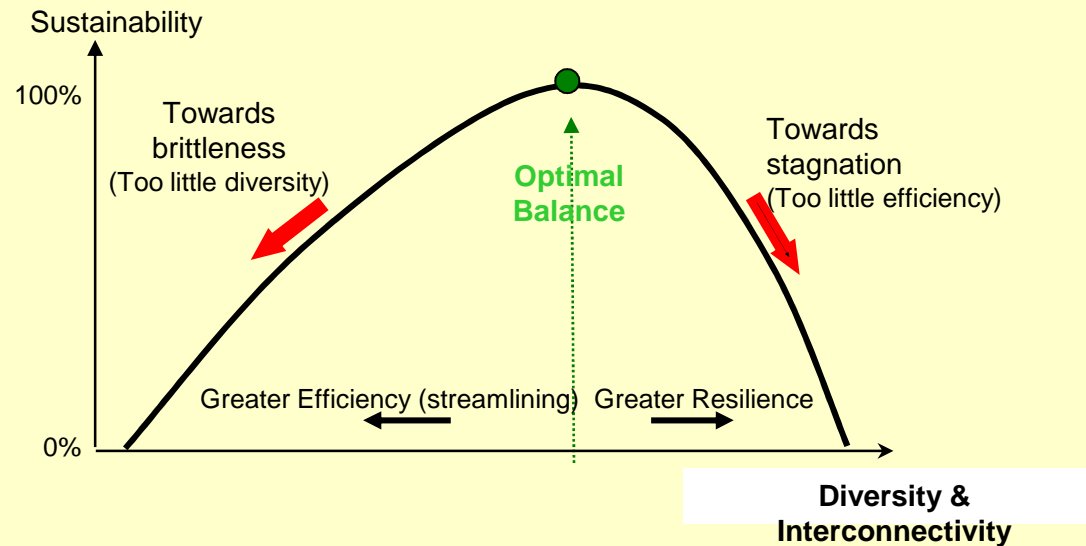 Sustainability
100%
Towards
brittleness
(Too little diversity)
Optimal
Balance
Towards
stagnation
(Too little efficiency)
Greater Efficiency (streamlining)
Greater Resilience
0%
Diversity &
Interconnectivity